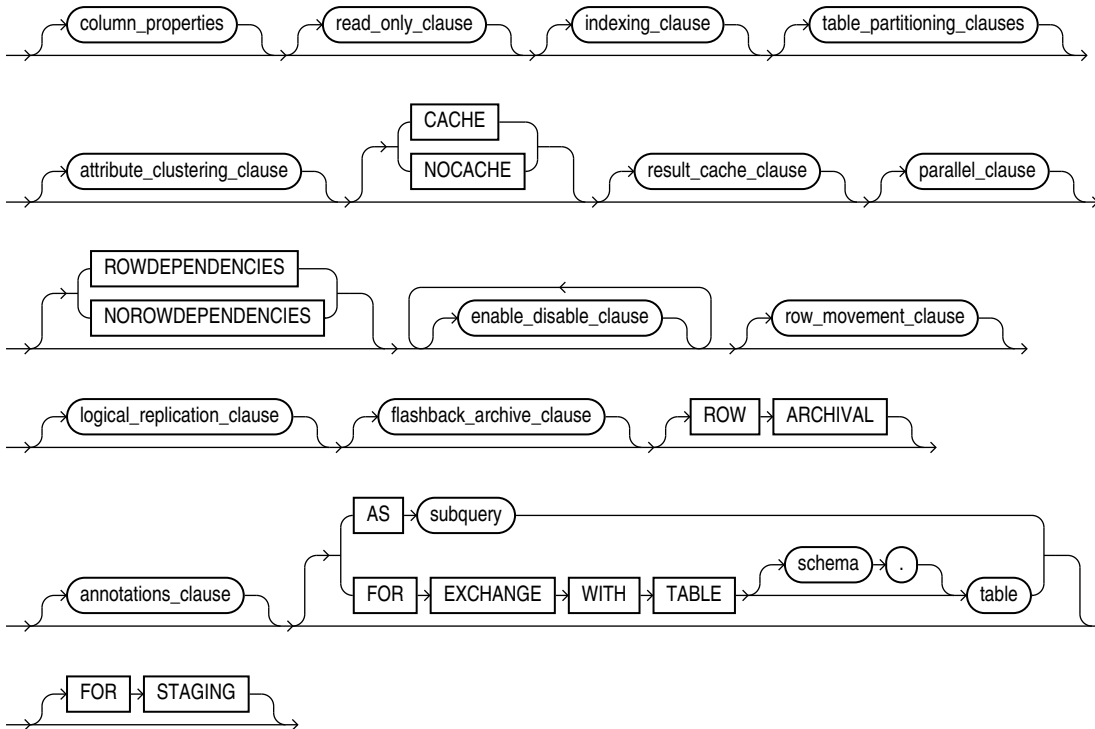 column_properties read_only_clause indexing_clause table_partitioning_clauses
CACHE
attribute_clustering_clause NOCACHE result_cache_clause parallel_clause
ROWDEPENDENCIES
NOROWDEPENDENCIES enable_disable_clause row_movement_clause
logical_replication_clause flashback_archive_clause ROW ARCHIVAL
AS subquery
schema .
annotations_clause FOR EXCHANGE WITH TABLE table
FOR STAGING